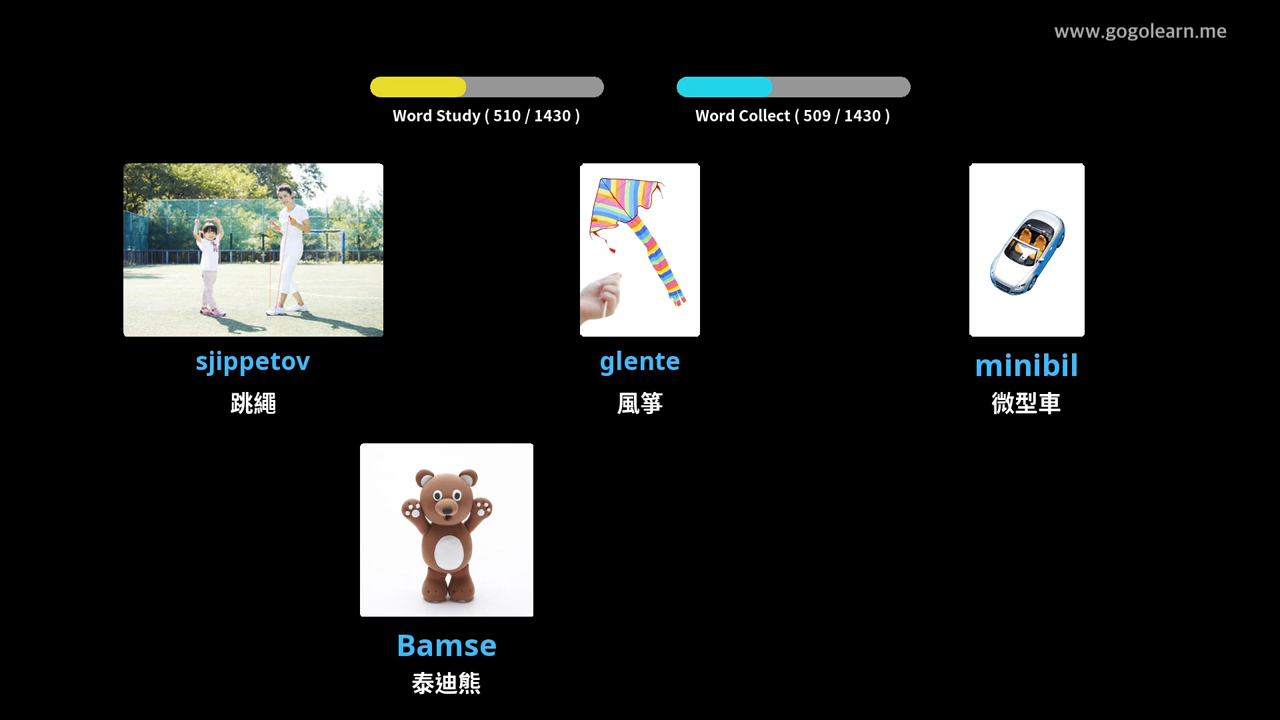 www.gogolearn.me
Word Study ( 510 / 1430 )
Word Collect ( 509 / 1430 )
sjippetov
glente
minibil
跳繩
風箏
微型車
Bamse
泰迪熊